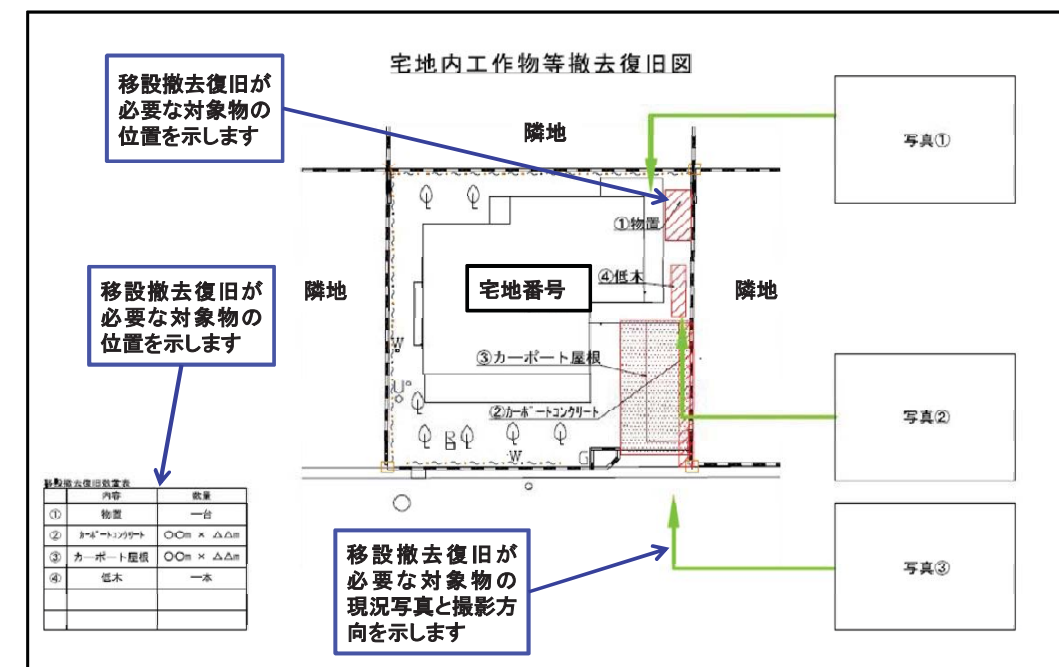 宅地内工作物等撤去復旧図
移設撤去復旧が
必要な対象物の
位置を示します
隣地
写真①
①物置
④低木
隣地
宅地番号
隣地
移設撤去復旧が
必要な対象物の
位置を示します
③カーポート屋根
W
②カーポートコンクリート
写真②
W
G
移設撤去復旧数量表
内容 数量
① 物置 一台
② カーポートコンクリート 〇〇m × △△m
③ カーポート屋根 〇〇m × △△m
④ 低木 一本
移設撤去復旧が
必要な対象物の
現況写真と撮影方
向を示します
写真③